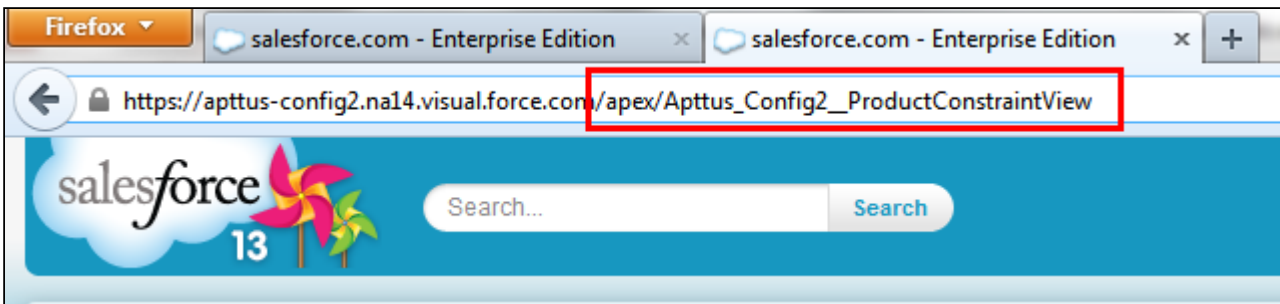 Firefox
salesforce.com - Enterprise Edition
salesforce.com - Enterprise Edition
https://apttus-config2.na14.visual.force.com/apex/Apttus_Config2__ProductConstraintView
salesforce
13
Search...
Search